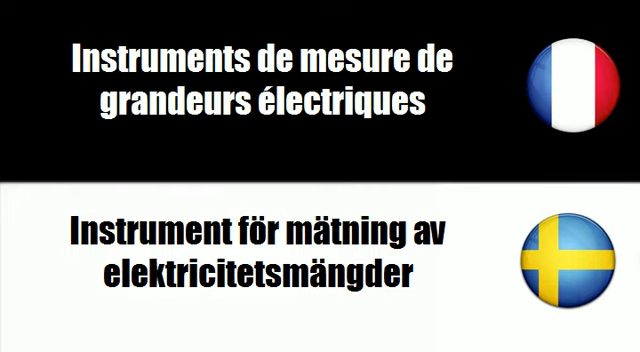 Instruments de mesure de
grandeurs électriques
Instrument för mätning av
elektricitetsmängder